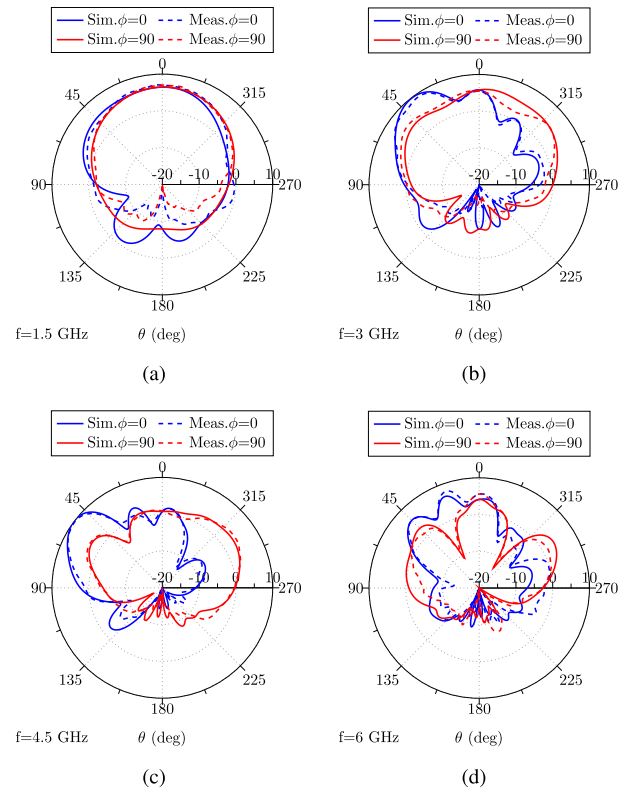 Sim.ϕ=0 Meas.ϕ=0 Sim.ϕ=0 Meas.ϕ=0
Sim.ϕ=90 Meas.ϕ=90 Sim.ϕ=90 Meas.ϕ=90
0 0
45 315 45 315
90 -20 -10 0 10 270 90 -20 -10 0 10 270
135 225 135 225
180 180
f=1.5 GHz θ (deg) f=3 GHz θ (deg)
(a) (b)
Sim.ϕ=0 Meas.ϕ=0 Sim.ϕ=0 Meas.ϕ=0
Sim.ϕ=90 Meas.ϕ=90 Sim.ϕ=90 Meas.ϕ=90
0 0
45 315 45 315
90 -20 -10 0 10 270 90 -20 -10 0 10 270
135 225 135 225
180 180
f=4.5 GHz θ (deg) f=6 GHz θ (deg)
(c) (d)